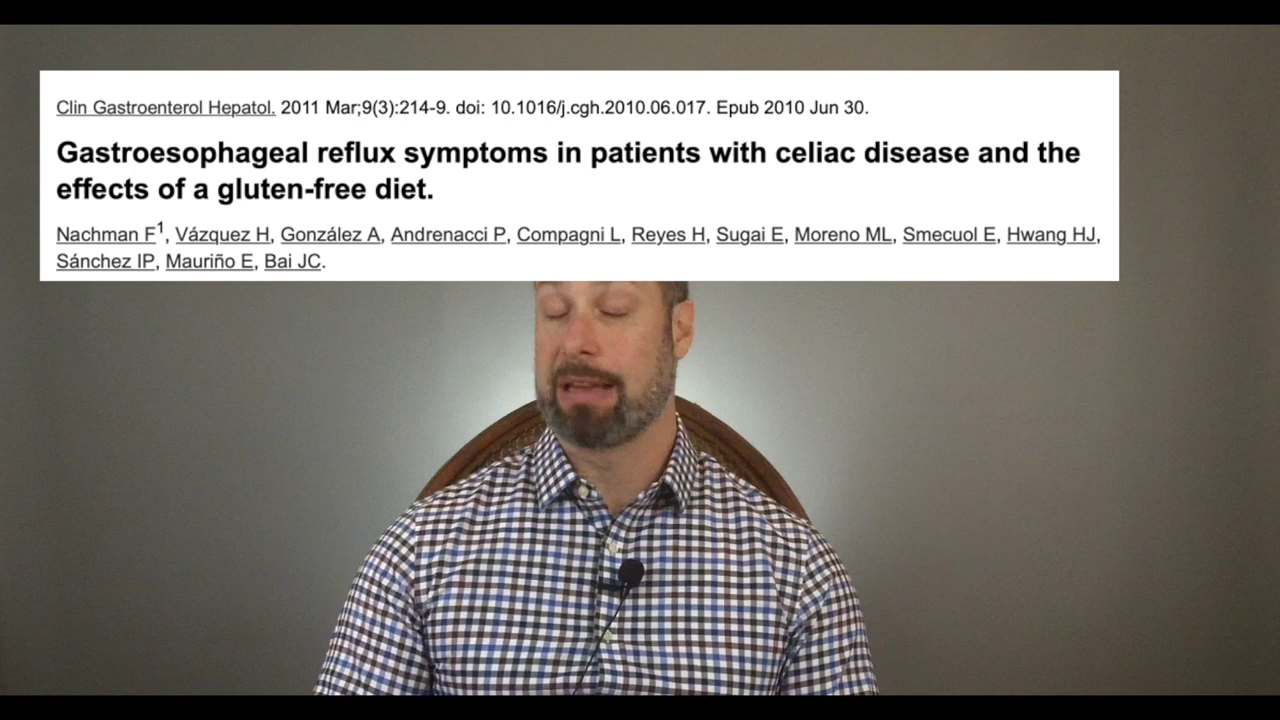 Clin Gastroenterol Hepatol. 2011 Mar;9(3):214-9. doi: 10.1016/j.cgh.2010.06.017. Epub 2010 Jun 30.
Gastroesophageal reflux symptoms in patients with celiac disease and the
effects of a gluten-free diet.
Nachman F1, Vázquez H, González A, Andrenacci P, Compagni L, Reyes H, Sugai E, Moreno ML, Smecuol E, Hwang HJ,
Sánchez IP, Mauriño E, Bai JC.